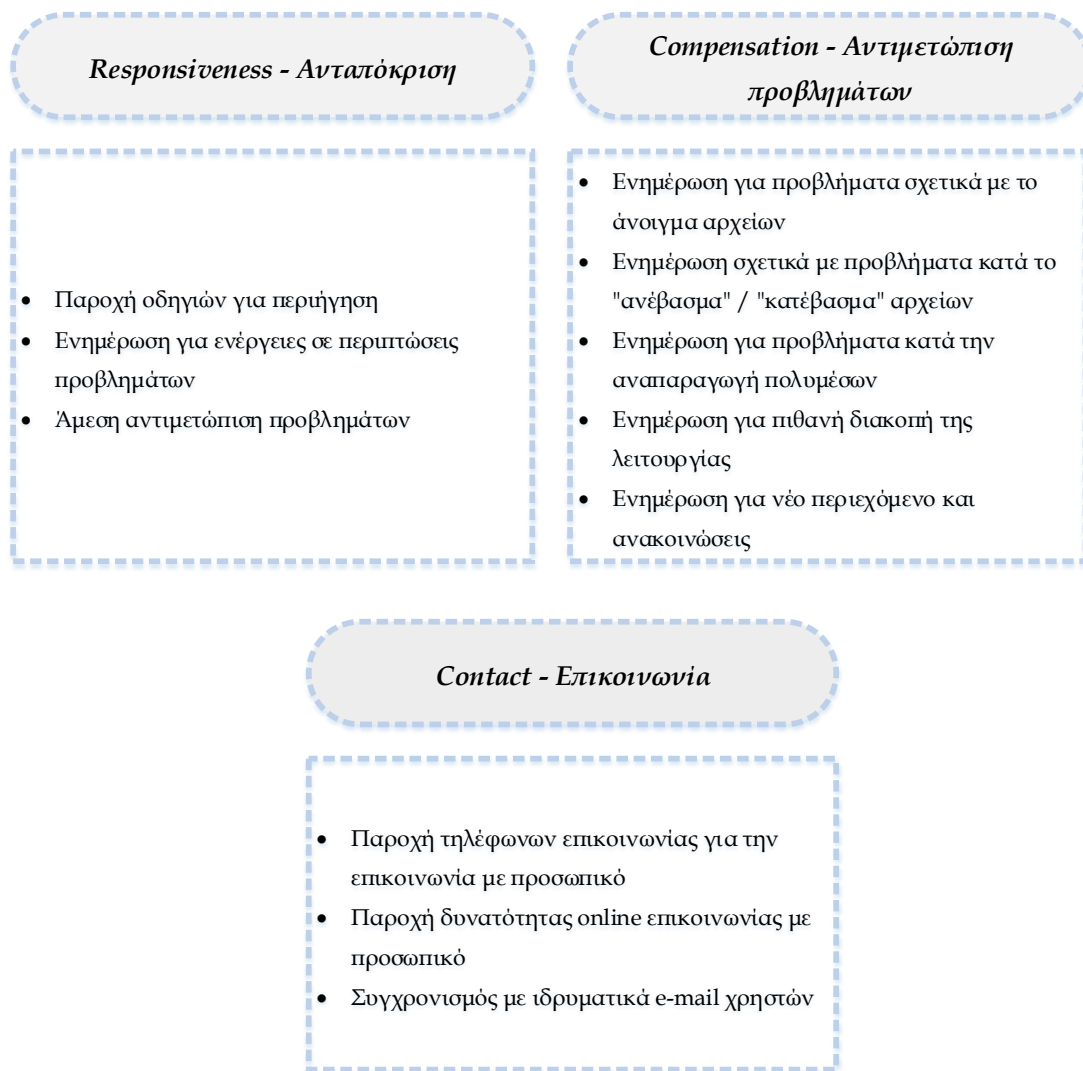 Responsiveness - Ανταπόκριση
• Παροχή οδηγιών για περιήγηση
• Ενημέρωση για ενέργειες σε περιπτώσεις
προβλημάτων
• Άμεση αντιμετώπιση προβλημάτων
Compensation - Αντιμετώπιση
προβλημάτων
• Ενημέρωση για προβλήματα σχετικά με το
άνοιγμα αρχείων
• Ενημέρωση σχετικά με προβλήματα κατά το
"ανέβασμα" / "κατέβασμα" αρχείων
• Ενημέρωση για προβλήματα κατά την
αναπαραγωγή πολυμέσων
• Ενημέρωση για πιθανή διακοπή της
λειτουργίας
• Ενημέρωση για νέο περιεχόμενο και
ανακοινώσεις
Contact - Επικοινωνία
• Παροχή τηλέφωνων επικοινωνίας για την
επικοινωνία με προσωπικό
• Παροχή δυνατότητας online επικοινωνίας με
προσωπικό
• Συγχρονισμός με ιδρυματικά e-mail χρηστών